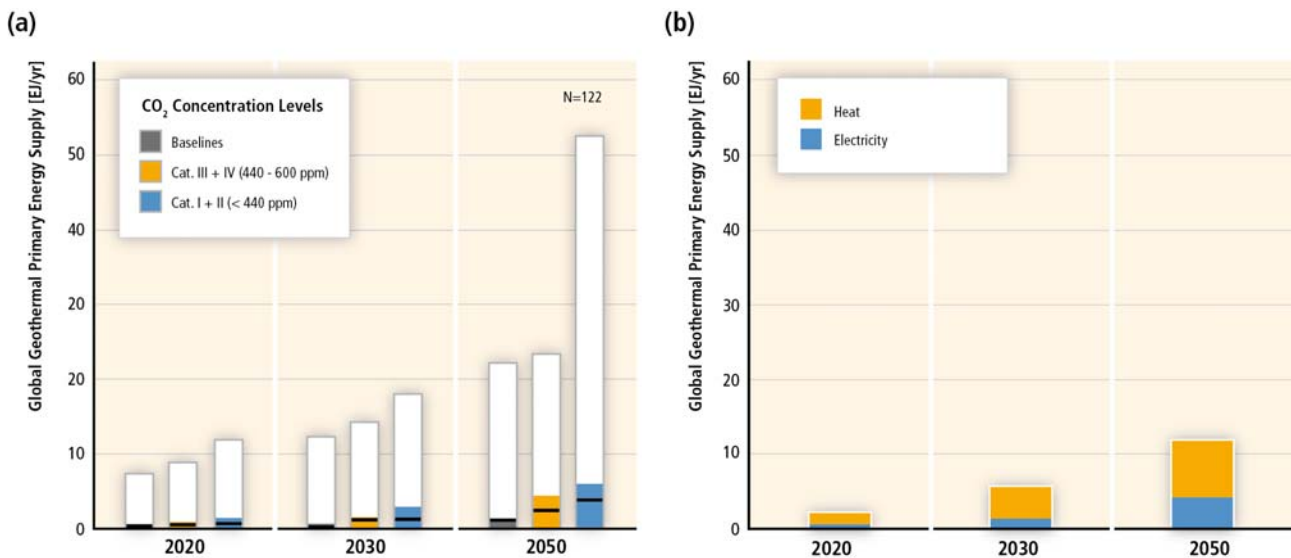 (a)
Global Geothermal Primary Energy Supply [EJ/yr]
60
50
40
20
20
10
0
CO2 Concentration Levels
Baselines
Cat. III + IV (440 - 600 ppm)
Cat. I + II (< 440 ppm)
N=122
2020
2030
2050
(b)
Global Geothermal Primary Energy Supply [EJ/yr]
60
50
40
30
20
10
0
Heat
Electricity
2020
2030
2050